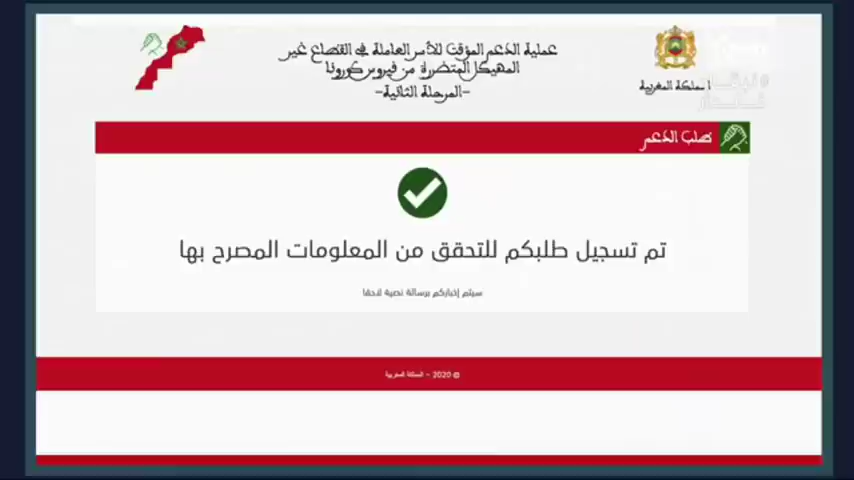 عملية الدعم المؤقت للأسر العاملة في القطاع غير
المهيكل المتضررة من فيروس كورونا
-المرحلة الثانية-
المملكة المغربية
طلب الدعم
تم تسجيل طلبكم للتحقق من المعلومات المصرح بها
سيتم إخباركم برسالة نصية لاحقا
© 2020 - المملكة المغربية